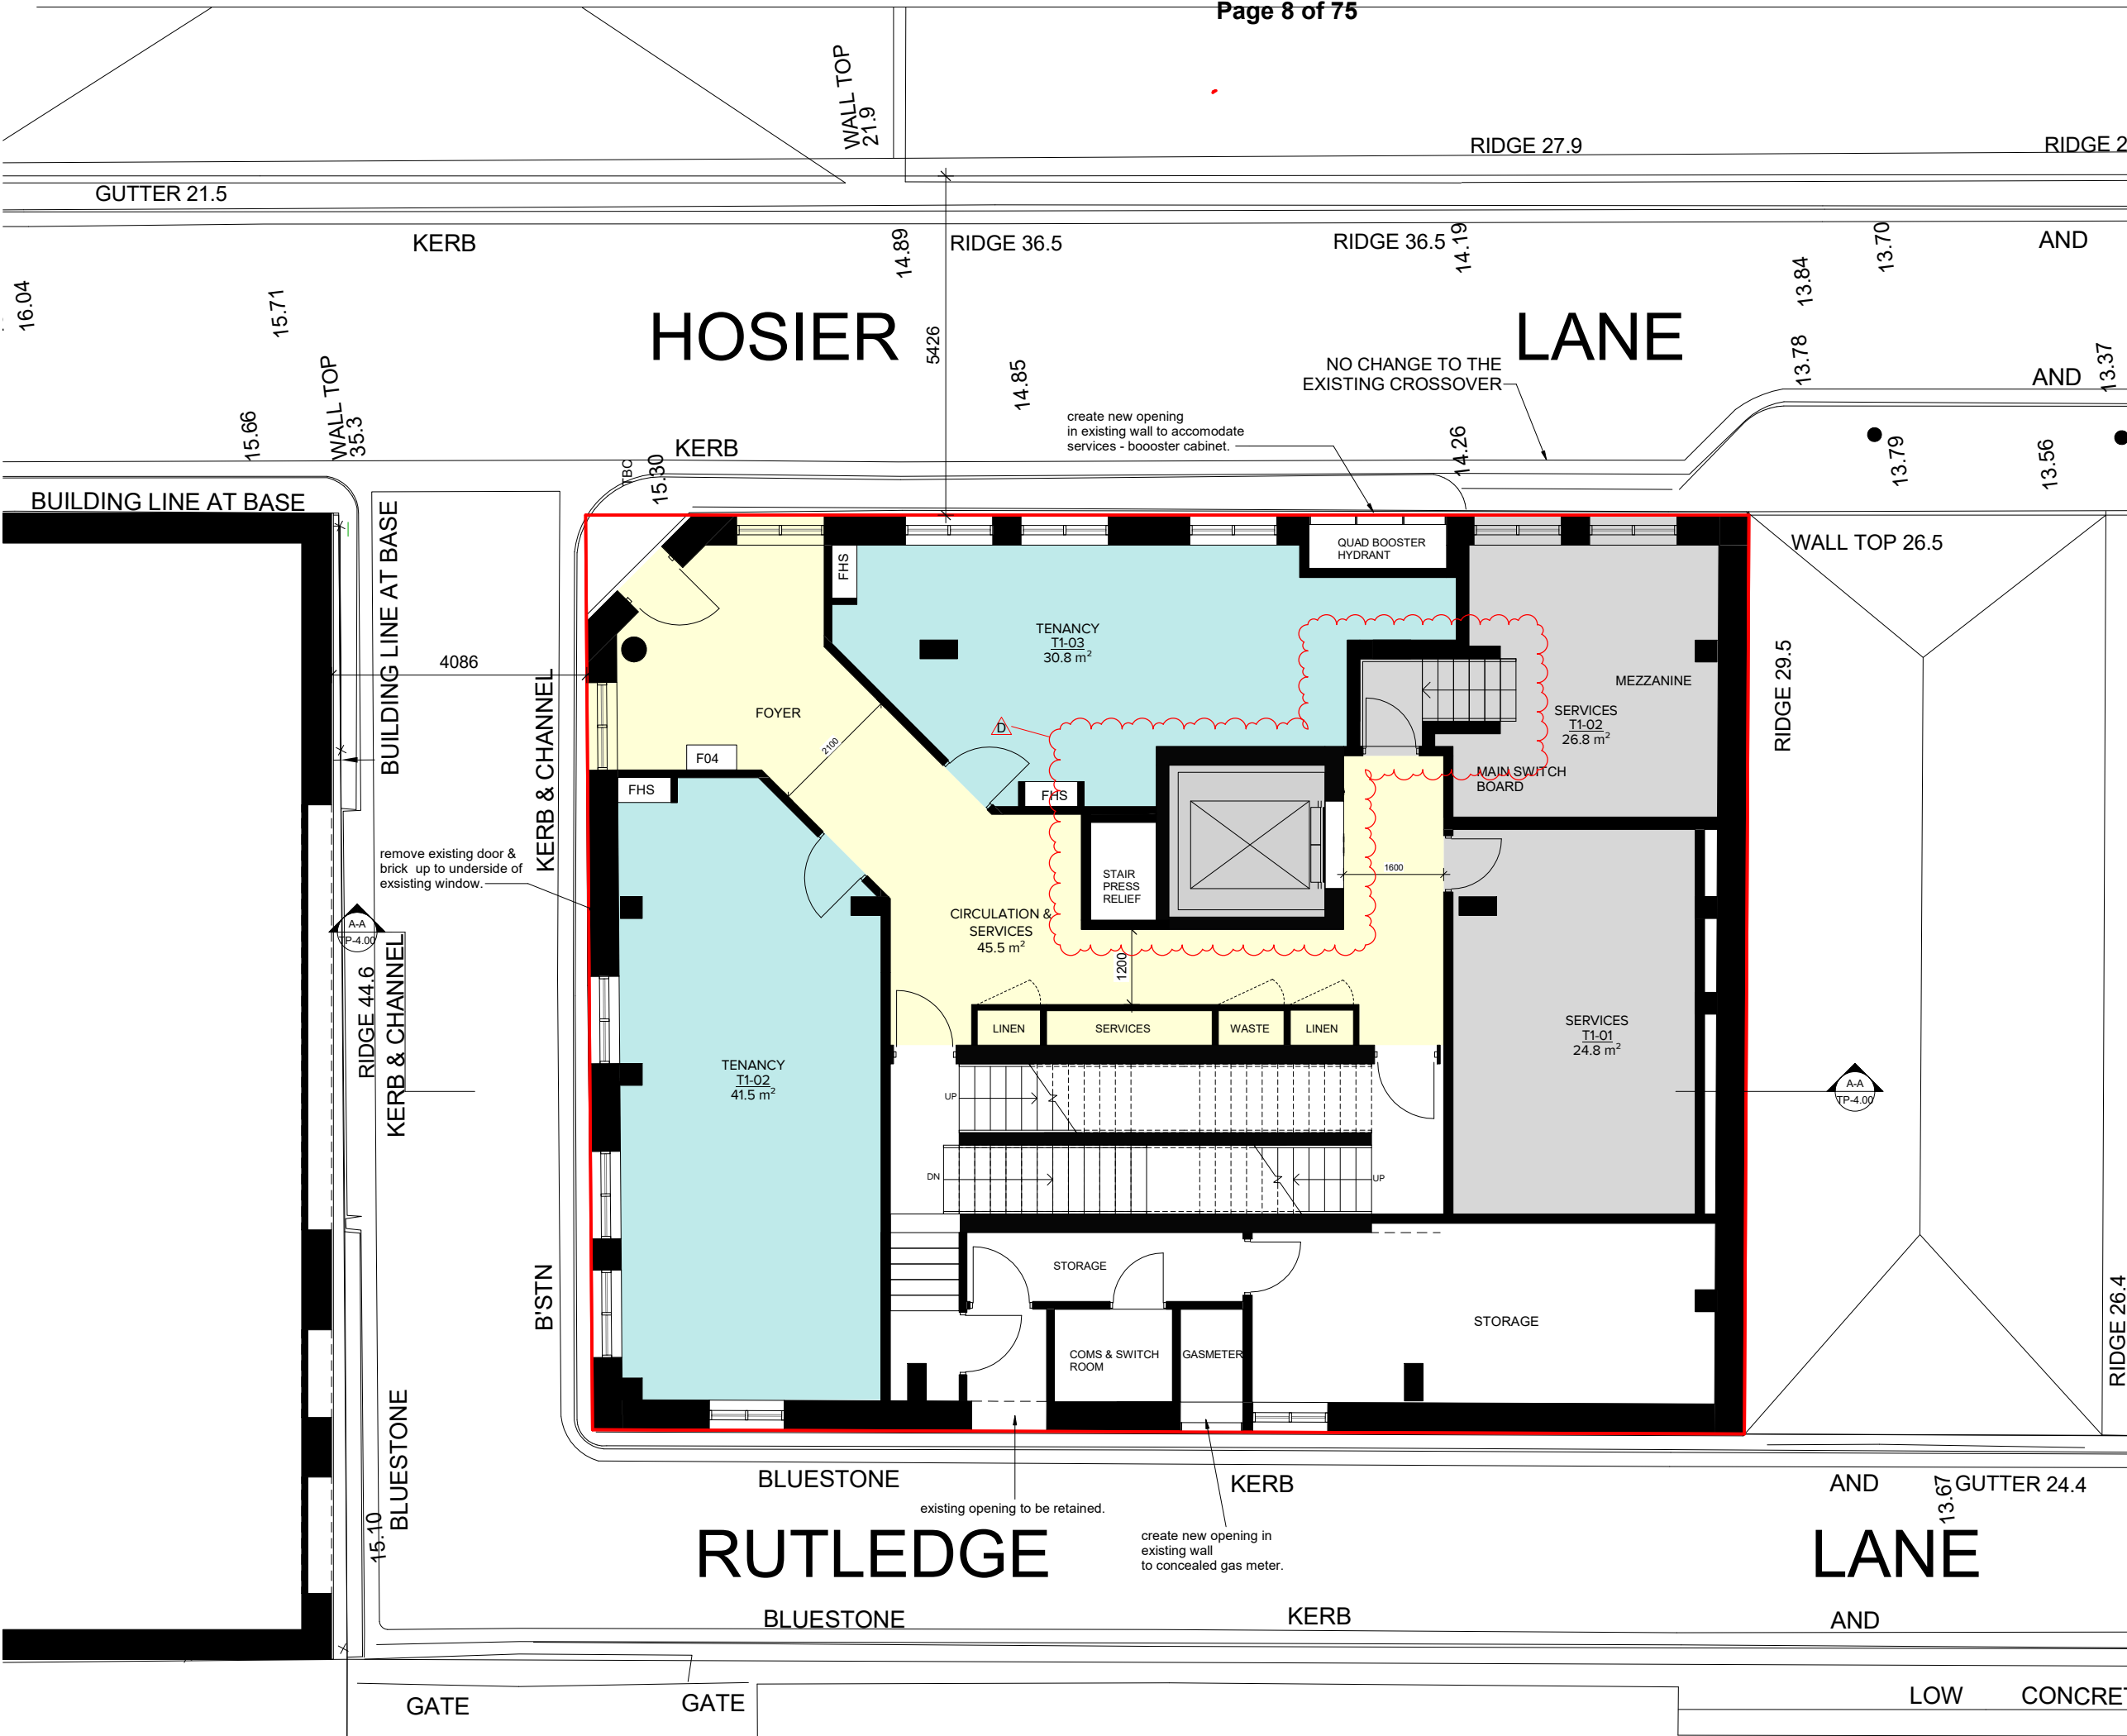 Page 8 of 75
WALL TOP
21.9
RIDGE 27.9
RIDGE 2
GUTTER 21.5
KERB
14.89
RIDGE 36.5
RIDGE 36.5
14.19
13.70
AND
16.04
15.71
13.84
HOSIER LANE
5426
NO CHANGE TO THE
EXISTING CROSSOVER
13.78
13.37
14.85
AND
WALL TOP
35.3
15.66
create new opening
in existing wall to accomodate
services - boooster cabinet.
KERB
TBC
15.30
14.26
13.79
13.56
BUILDING LINE AT BASE
BUILDING LINE AT BASE
QUAD BOOSTER
HYDRANT
WALL TOP 26.5
FHS
TENANCY
T1-03
30.8 m²
4086
KERB & CHANNEL
MEZZANINE
RIDGE 29.5
FOYER
SERVICES
T1-02
26.8 m²
D
2100
F04
MAIN SWITCH
BOARD
FHS
FHS
remove existing door &
brick up to underside of
exsisting window.
STAIR
PRESS
RELIEF
1600
A-A
TP-4.00
CIRCULATION &
SERVICES
45.5 m²
1200
RIDGE 44.6
KERB & CHANNEL
LINEN
SERVICES
WASTE
LINEN
SERVICES
T1-01
24.8 m²
TENANCY
T1-02
41.5 m²
UP
A-A
TP-4.00
DN
UP
B'STN
STORAGE
STORAGE
RIDGE 26.4
COMS & SWITCH
ROOM
GASMETER
BLUESTONE
15.10
BLUESTONE
KERB
AND
13.67
GUTTER 24.4
existing opening to be retained.
create new opening in
existing wall
to concealed gas meter.
RUTLEDGE LANE
BLUESTONE
KERB
AND
GATE
GATE
LOW
CONCRE